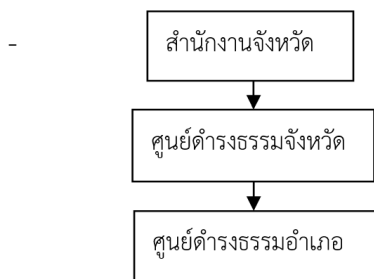 - สำนักงานจังหวัด
ศูนย์ดำรงธรรมจังหวัด
ศูนย์ดำรงธรรมอำเภอ